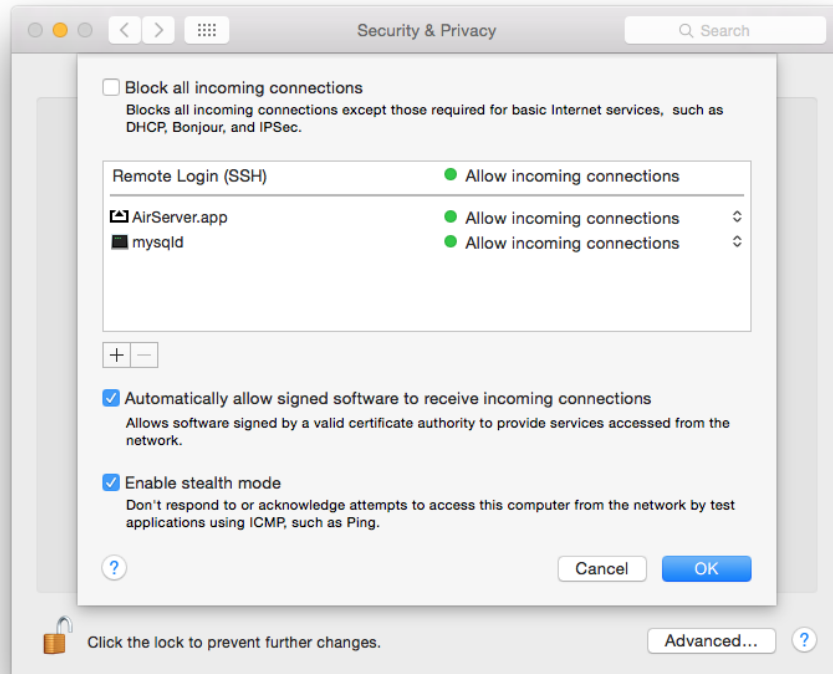 Security & Privacy
Search
Block all incoming connections
Blocks all incoming connections except those required for basic Internet services, such as
DHCP, Bonjour, and IPSec.
Remote Login (SSH) Allow incoming connections
AirServer.app Allow incoming connections
mysqld Allow incoming connections
+ −
Automatically allow signed software to receive incoming connections
Allows software signed by a valid certificate authority to provide services accessed from the
network.
Enable stealth mode
Don't respond to or acknowledge attempts to access this computer from the network by test
applications using ICMP, such as Ping.
? Cancel OK
Click the lock to prevent further changes. Advanced... ?